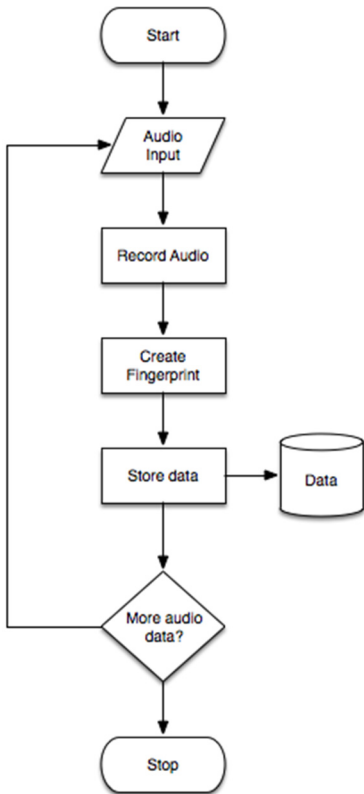 Start
Audio
Input
Record Audio
Create
Fingerprint
Store data
Data
More audio
data?
Stop